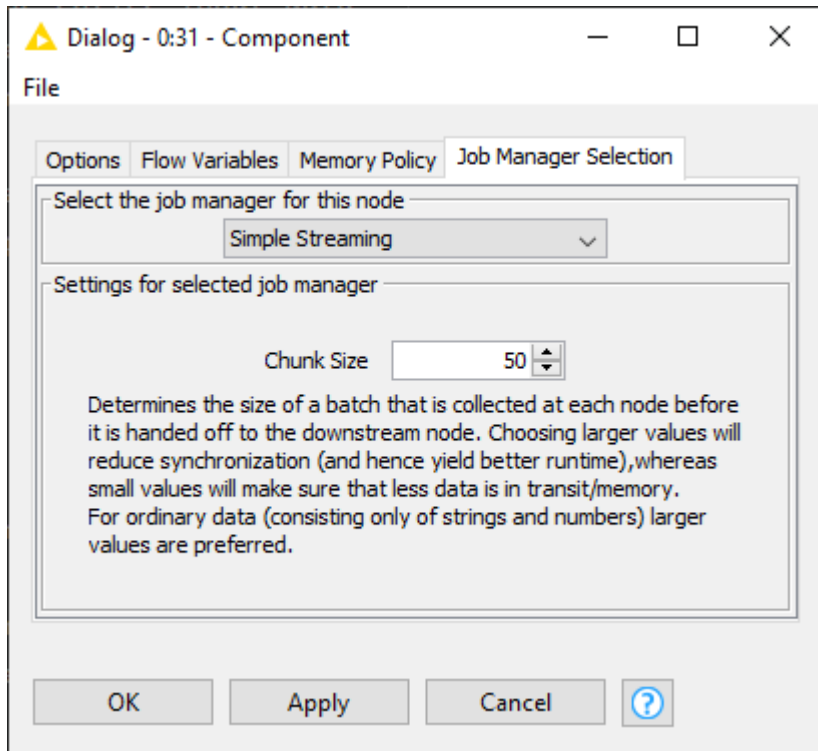 Dialog - 0:31 - Component
File
Options Flow Variables Memory Policy Job Manager Selection
Select the job manager for this node
Simple Streaming
Settings for selected job manager
Chunk Size 50
Determines the size of a batch that is collected at each node before
it is handed off to the downstream node. Choosing larger values will
reduce synchronization (and hence yield better runtime),whereas
small values will make sure that less data is in transit/memory.
For ordinary data (consisting only of strings and numbers) larger
values are preferred.
OK Apply Cancel ?